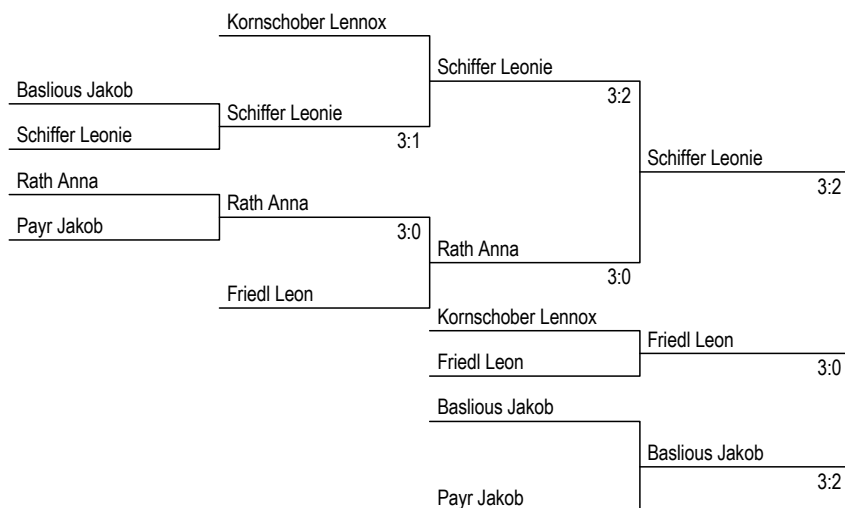 Kornschober Lennox
Schiffer Leonie
3:2
Baslious Jakob
Schiffer Leonie
3:1
Schiffer Leonie
Schiffer Leonie
3:2
Rath Anna
Rath Anna
3:0
Payr Jakob
Rath Anna
3:0
Friedl Leon
Kornschober Lennox
Friedl Leon
3:0
Friedl Leon
Baslious Jakob
Baslious Jakob
3:2
Payr Jakob